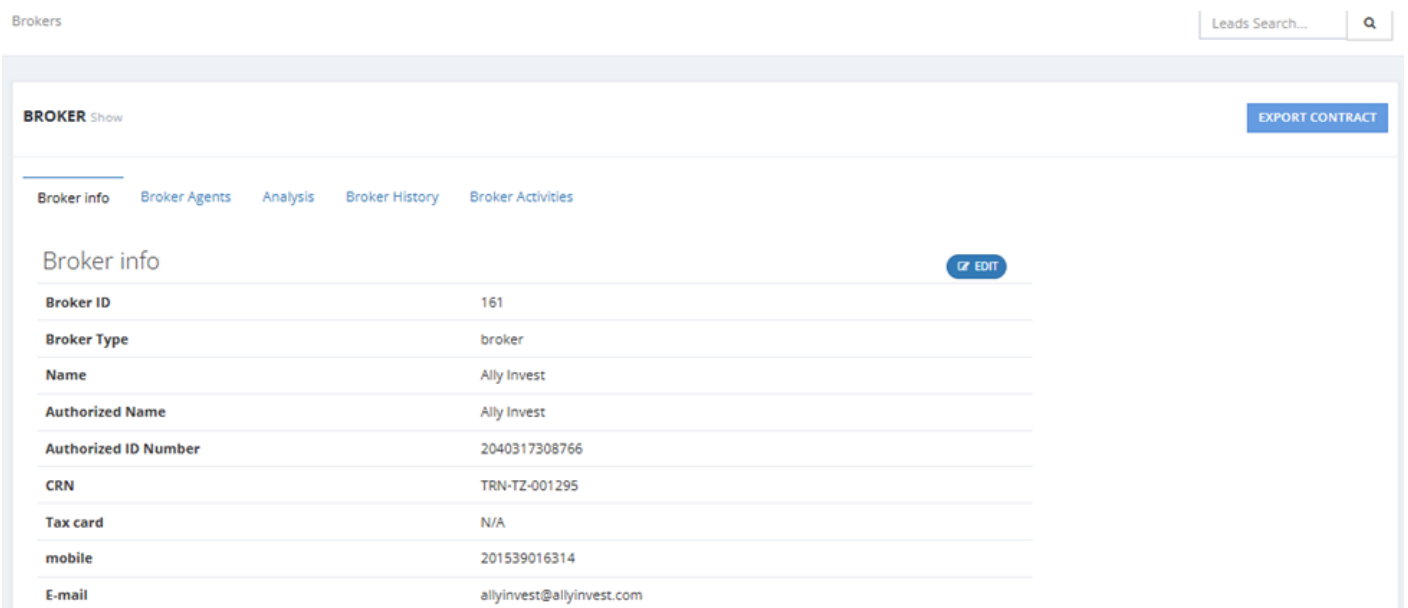 Brokers
Leads Search...
BROKER Show
EXPORT CONTRACT
Broker info Broker Agents Analysis Broker History Broker Activities
Broker info
EDIT
Broker ID 161
Broker Type broker
Name Ally Invest
Authorized Name Ally Invest
Authorized ID Number 2040317308766
CRN TRN-TZ-001295
Tax card N/A
mobile 201539016314
E-mail allyinvest@allyinvest.com